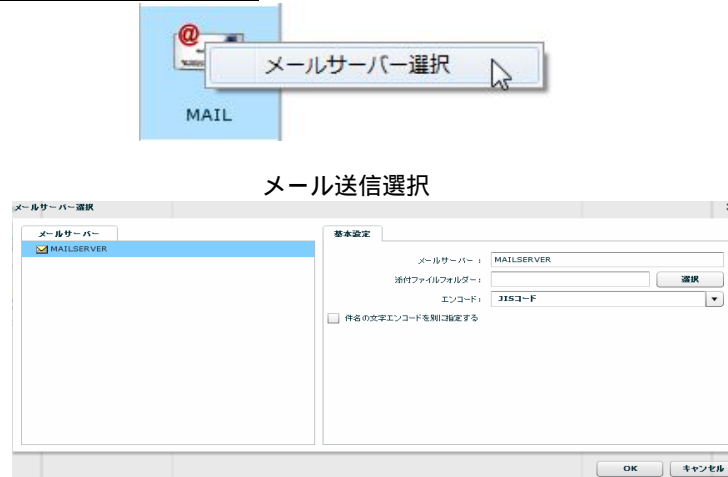 メールサーバー選択
MAIL
メール送信選択
メールサーバー選択
メールサーバー
MAILSERVER
基本設定
メールサーバー：
MAILSERVER
添付ファイルフォルダー：
選択
エンコード：
JISコード
件名の文字エンコードを別に指定する
OK
キャンセル